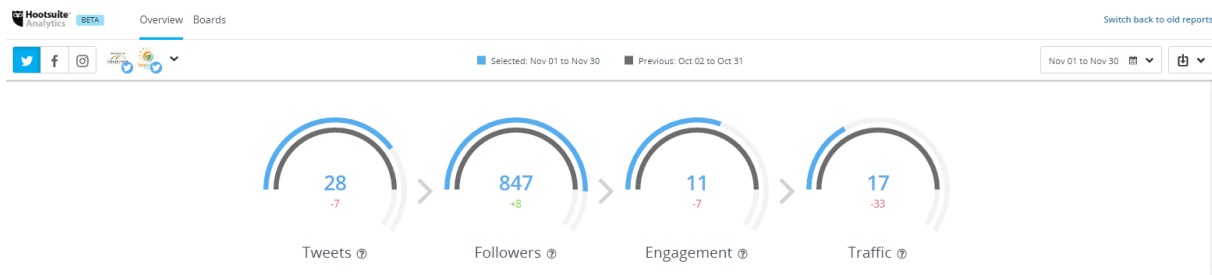 Hootsuite™
Analytics BETA Overview Boards Switch back to old reports
Selected: Nov 01 to Nov 30 Previous: Oct 02 to Oct 31 Nov 01 to Nov 30
28 847 11 17
-7 +8 -7 -33
Tweets ? Followers ? Engagement ? Traffic ?